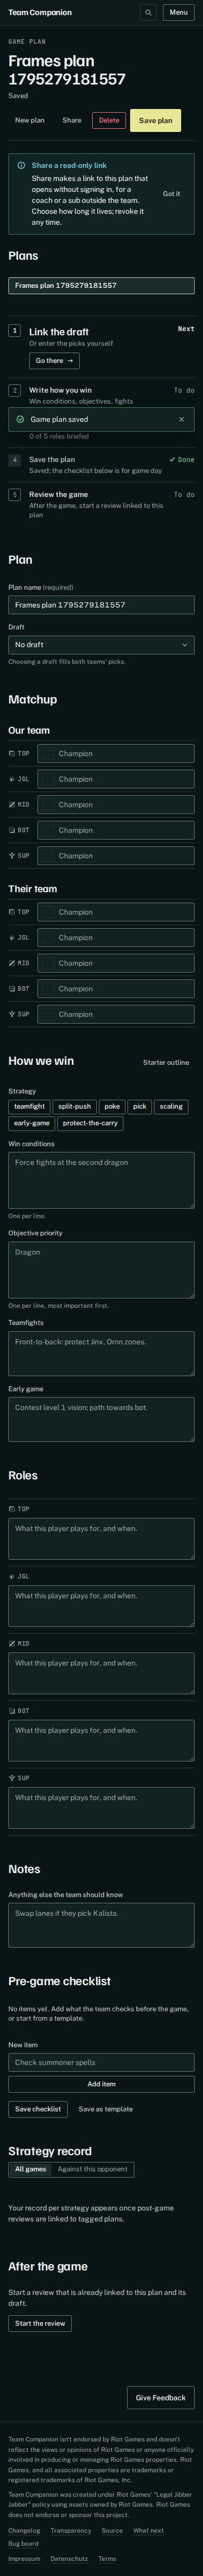 Team Companion
Menu
GAME PLAN
Frames plan
1795279181557
Saved
New plan
Share
Delete
Save plan
Share a read-only link
Share makes a link to this plan that
opens without signing in, for a
coach or a sub outside the team.
Choose how long it lives; revoke it
any time.
Got it
Plans
Frames plan 1795279181557
1
Link the draft
Next
Or enter the picks yourself
Go there →
2
Write how you win
To do
Win conditions, objectives, fights
Game plan saved
0 of 5 roles briefed
4
Save the plan
Done
Saved; the checklist below is for game day
5
Review the game
To do
After the game, start a review linked to this
plan
Plan
Plan name (required)
Frames plan 1795279181557
Draft
No draft
Choosing a draft fills both teams' picks.
Matchup
Our team
TOP
Champion
JGL
Champion
MID
Champion
BOT
Champion
SUP
Champion
Their team
TOP
Champion
JGL
Champion
MID
Champion
BOT
Champion
SUP
Champion
How we win
Starter outline
Strategy
teamfight
split-push
poke
pick
scaling
early-game
protect-the-carry
Win conditions
Force fights at the second dragon
One per line.
Objective priority
Dragon
One per line, most important first.
Teamfights
Front-to-back: protect Jinx, Ornn zones.
Early game
Contest level 1 vision; path towards bot.
Roles
TOP
What this player plays for, and when.
JGL
What this player plays for, and when.
MID
What this player plays for, and when.
BOT
What this player plays for, and when.
SUP
What this player plays for, and when.
Notes
Anything else the team should know
Swap lanes if they pick Kalista.
Pre-game checklist
No items yet. Add what the team checks before the game,
or start from a template.
New item
Check summoner spells
Add item
Save checklist
Save as template
Strategy record
All games
Against this opponent
Your record per strategy appears once post-game
reviews are linked to tagged plans.
After the game
Start a review that is already linked to this plan and its
draft.
Start the review
Give Feedback
Team Companion isn't endorsed by Riot Games and doesn't
reflect the views or opinions of Riot Games or anyone officially
involved in producing or managing Riot Games properties. Riot
Games, and all associated properties are trademarks or
registered trademarks of Riot Games, Inc.
Team Companion was created under Riot Games' "Legal Jibber
Jabber" policy using assets owned by Riot Games. Riot Games
does not endorse or sponsor this project.
Changelog
Transparency
Source
What next
Bug board
Impressum
Datenschutz
Terms